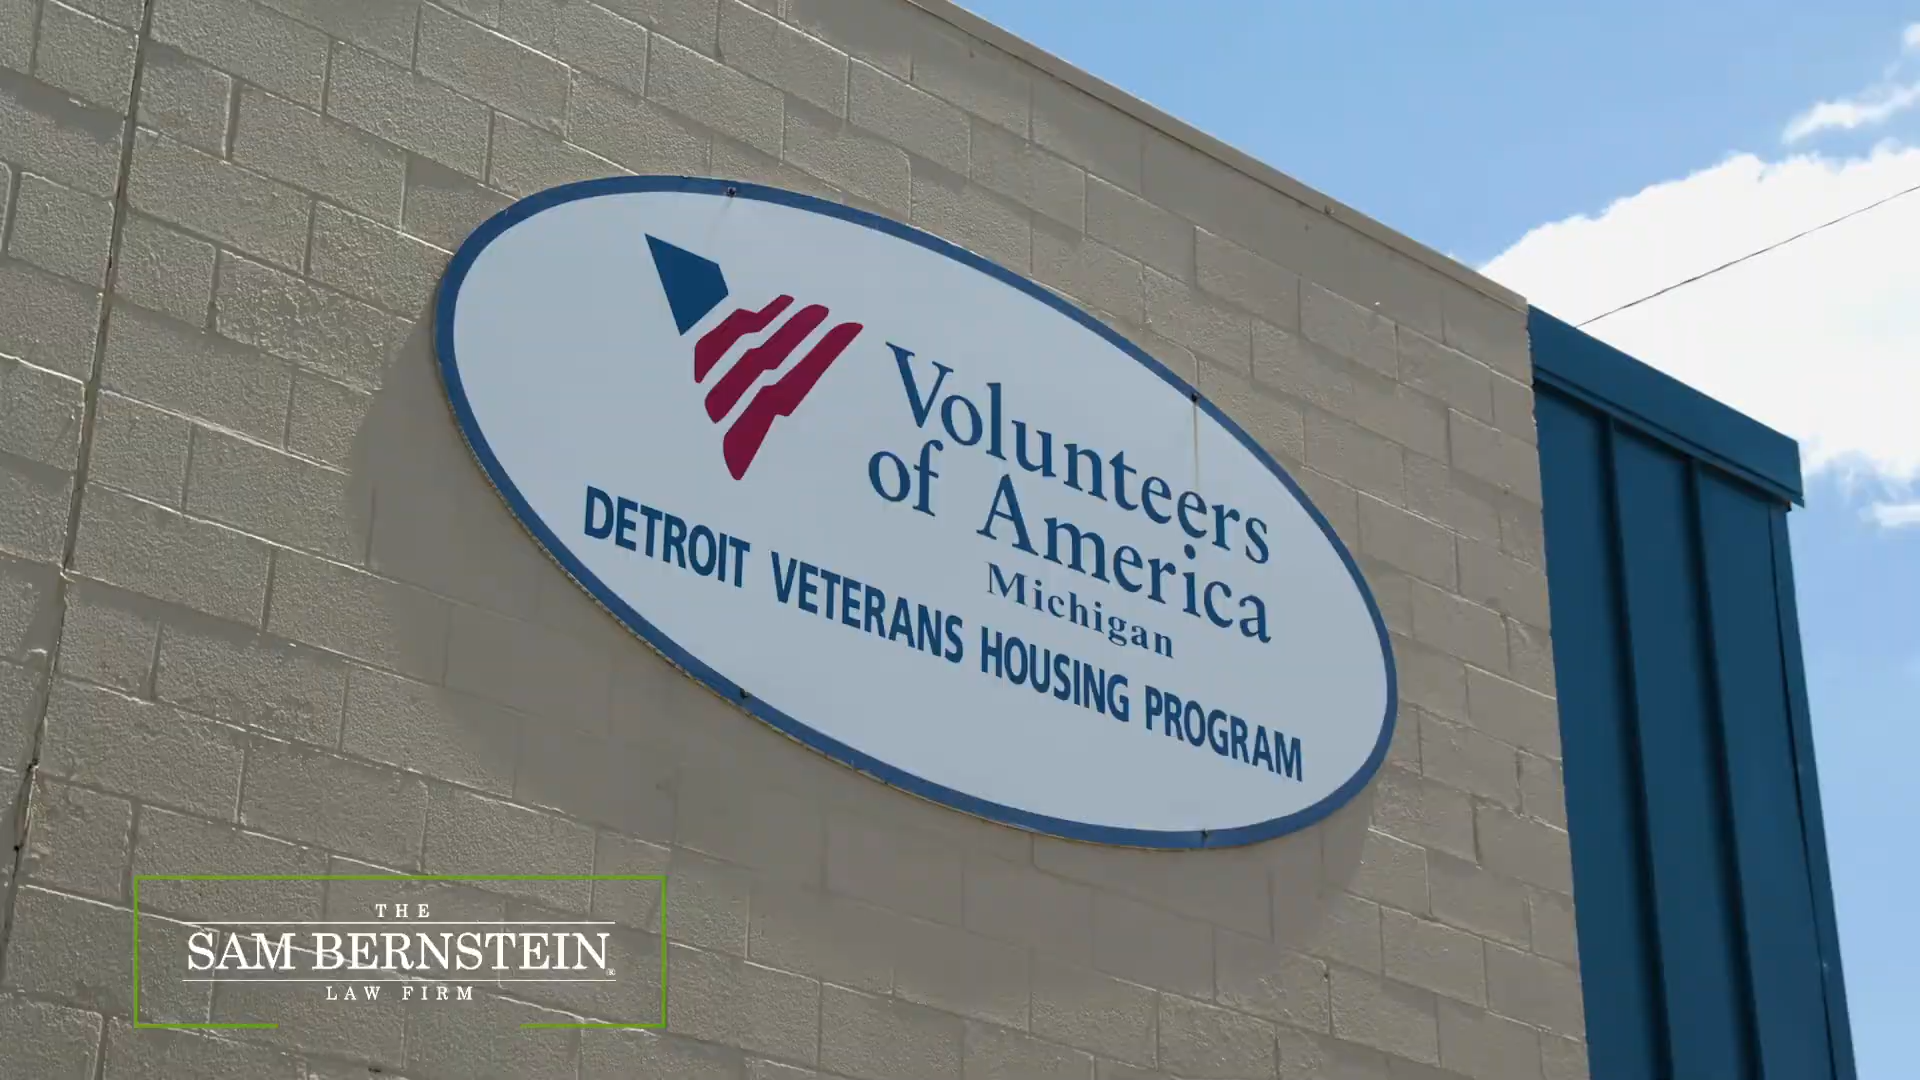 Volunteers
of America
Michigan
DETROIT VETERANS HOUSING PROGRAM
THE
SAM BERNSTEIN®
LAW FIRM